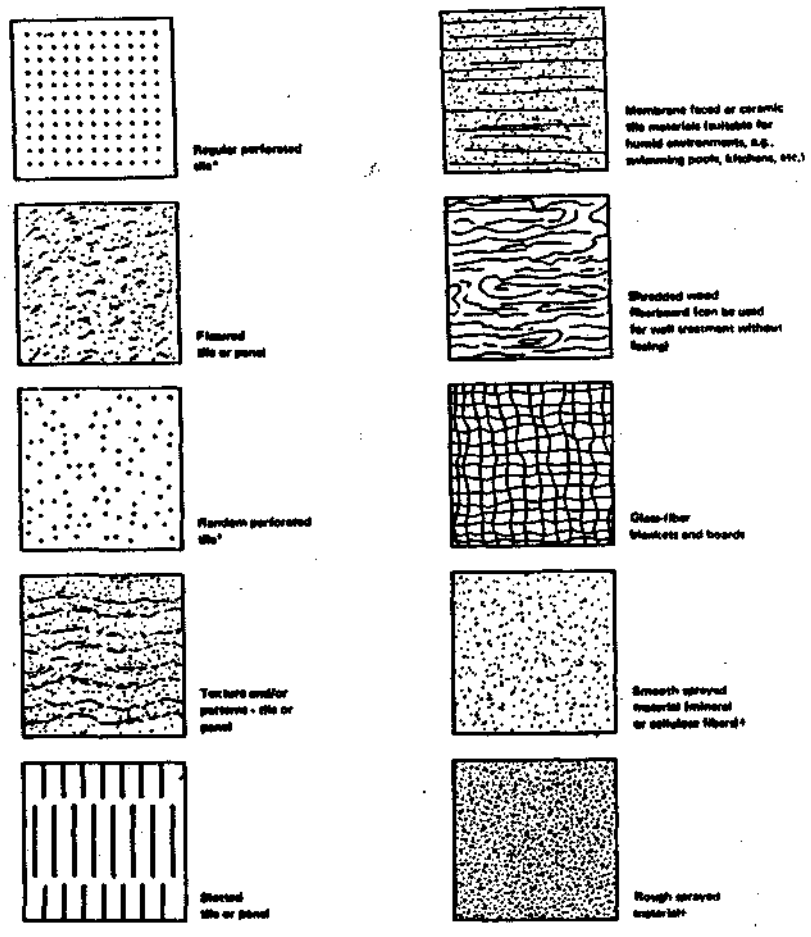 Regular perforated
tile*
Fissured
tile or panel
Random perforated
tile*
Texture and/or
patterns - tile or
panel
Slotted
tile or panel
Membrane faced or ceramic
tile materials (suitable for
humid environments, e.g.,
swimming pools, kitchens, etc.)
Shredded wood
fiberboard (can be used
for wall treatment without
facing)
Glass-fiber
blankets and boards
Smooth sprayed
material (mineral
or cellulose fibers)†
Rough sprayed
material†